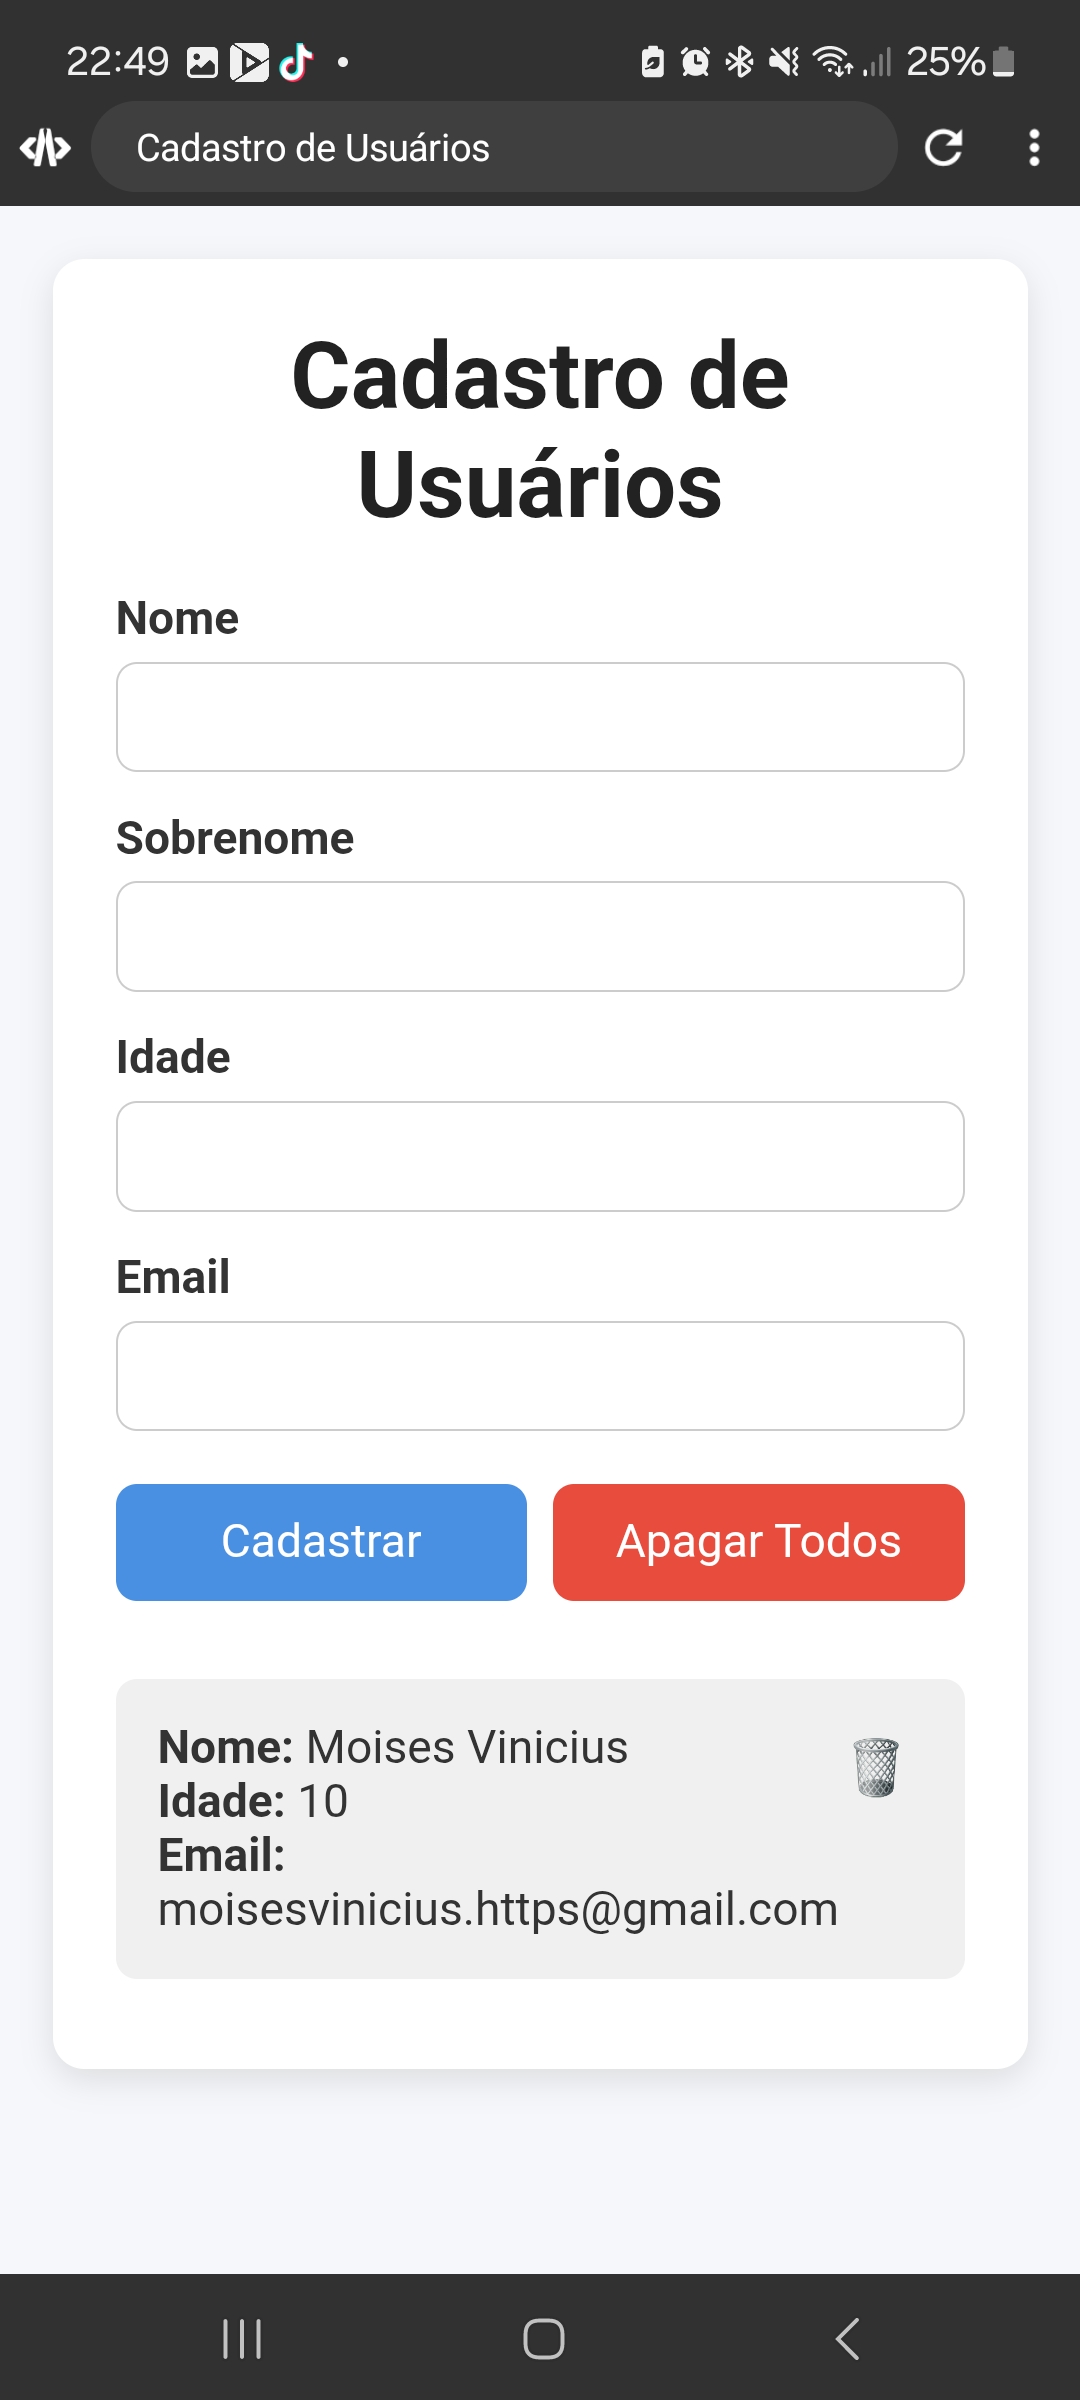 22:49
25%
Cadastro de Usuários
Cadastro de
Usuários
Nome
Sobrenome
Idade
Email
Cadastrar
Apagar Todos
Nome: Moises Vinicius
Idade: 10
Email:
moisesvinicius.https@gmail.com